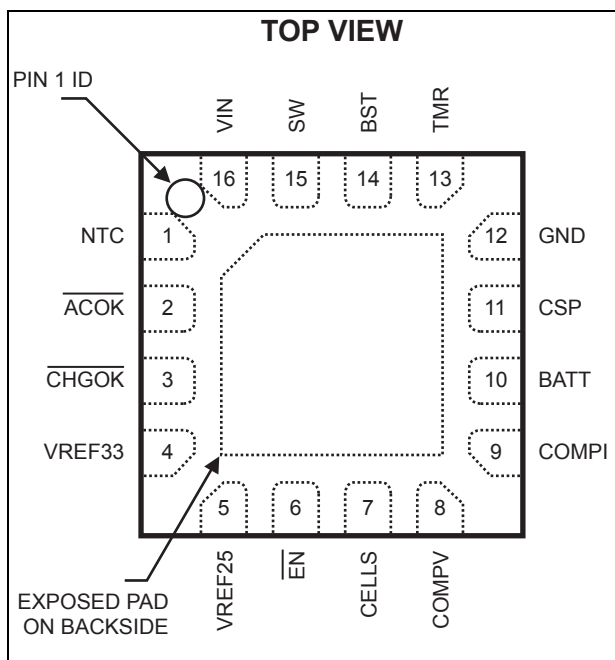 TOP VIEW
PIN 1 ID
VIN
SW
BST
TMR
16
15
14
13
NTC 1
12 GND
ACOK 2
11 CSP
CHGOK 3
10 BATT
VREF33 4
9 COMPI
5
6
7
8
VREF25
EN
CELLS
COMPV
EXPOSED PAD
ON BACKSIDE